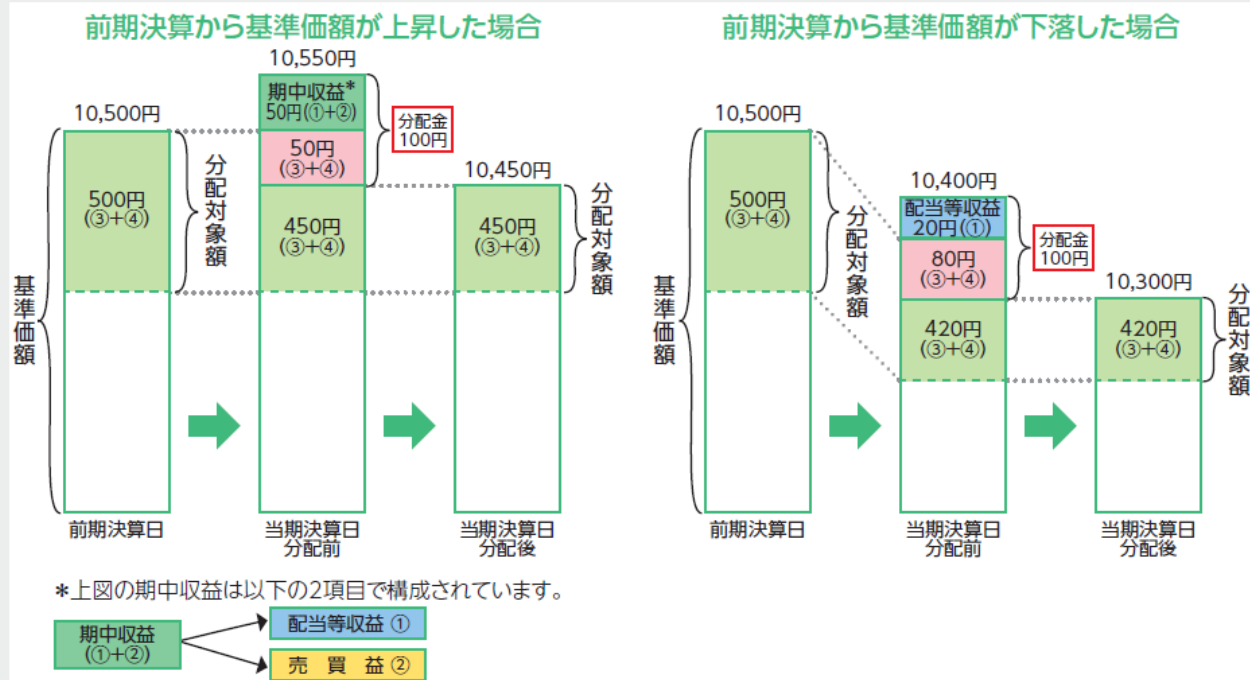 前期決算から基準価額が上昇した場合
10,500円
500円
(③+④)
分配対象額
基準価額
前期決算日
10,550円
期中収益*
50円(①+②)
50円
(③+④)
450円
(③+④)
分配金
100円
当期決算日
分配前
10,450円
450円
(③+④)
分配対象額
当期決算日
分配後
前期決算から基準価額が下落した場合
10,500円
500円
(③+④)
分配対象額
基準価額
前期決算日
10,400円
配当等収益
20円(①)
80円
(③+④)
420円
(③+④)
分配金
100円
当期決算日
分配前
10,300円
420円
(③+④)
分配対象額
当期決算日
分配後
*上図の期中収益は以下の2項目で構成されています。
期中収益
(①+②)
配当等収益 ①
売 買 益 ②